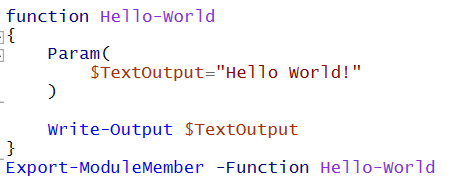 function Hello-World
{
    Param(
        $TextOutput="Hello World!"
    )

    Write-Output $TextOutput
}
Export-ModuleMember -Function Hello-World